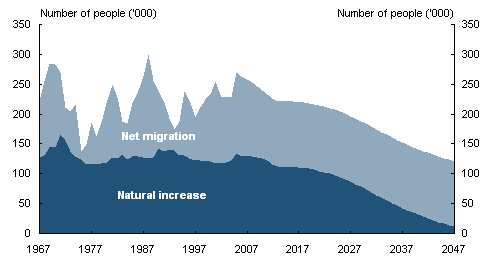 Number of people ('000) Number of people ('000)
350 350
300 300
250 250
200 200
150 150
Net migration
100 100
Natural increase
50 50
0 0
1967 1977 1987 1997 2007 2017 2027 2037 2047